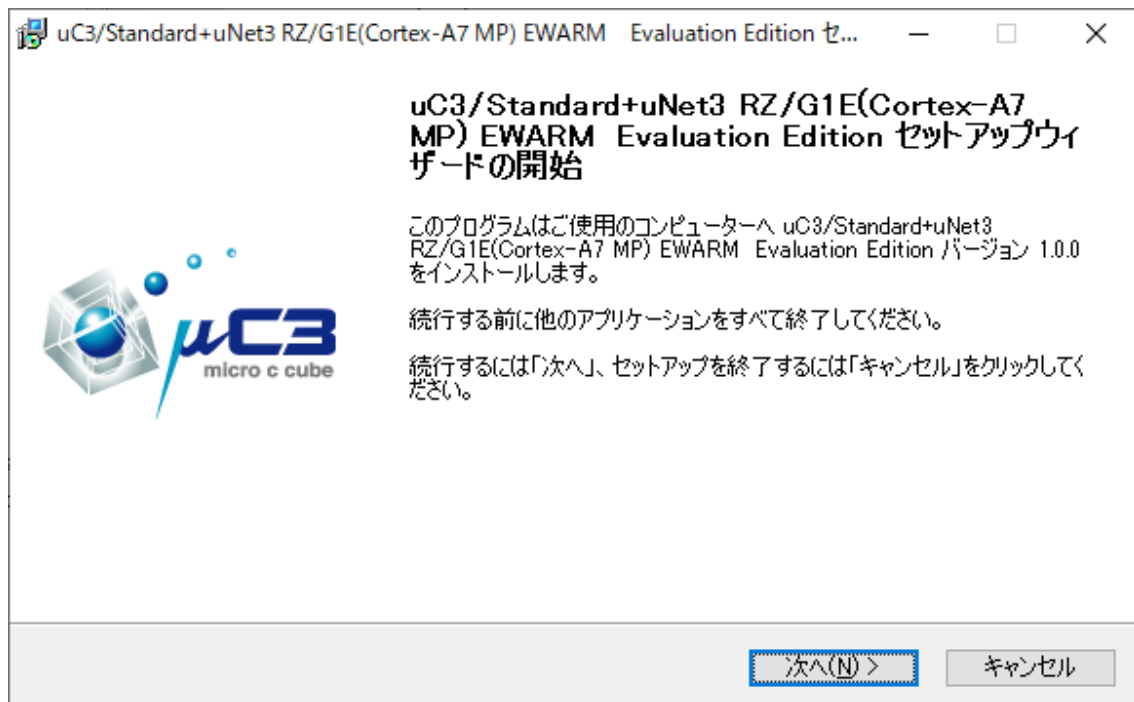 uC3/Standard+uNet3 RZ/G1E(Cortex-A7 MP) EWARM　Evaluation Edition セ...
uC3/Standard+uNet3 RZ/G1E(Cortex-A7
MP) EWARM　Evaluation Edition セットアップウィ
ザードの開始
このプログラムはご使用のコンピューターへ uC3/Standard+uNet3
RZ/G1E(Cortex-A7 MP) EWARM　Evaluation Edition バージョン 1.0.0
をインストールします。
続行する前に他のアプリケーションをすべて終了してください。
続行するには「次へ」、セットアップを終了するには「キャンセル」をクリックしてく
ださい。
μC3
micro c cube
次へ(N) >
キャンセル